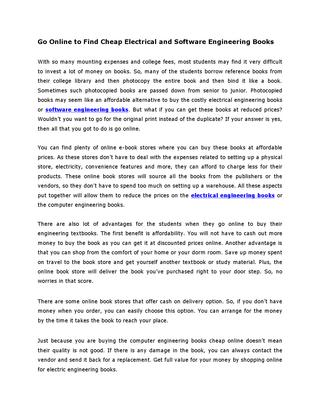 Go Online to Find Cheap Electrical and Software Engineering Books
With so many mounting expenses and college fees, most students may find it very difficult
to invest a lot of money on books. So, many of the students borrow reference books from
their college library and then photocopy the entire book and then bind it like a book.
Sometimes such photocopied books are passed down from senior to junior. Photocopied
books may seem like an affordable alternative to buy the costly electrical engineering books
or software engineering books. But what if you can get these books at reduced prices?
Wouldn't you want to go for the original print instead of the duplicate? If your answer is yes,
then all that you got to do is go online.
You can find plenty of online e-book stores where you can buy these books at affordable
prices. As these stores don't have to deal with the expenses related to setting up a physical
store, electricity, convenience features and more, they can afford to charge less for their
products. These online book stores will source all the books from the publishers or the
vendors, so they don't have to spend too much on setting up a warehouse. All these aspects
put together will allow them to reduce the prices on the electrical engineering books or
the computer engineering books.
There are also lot of advantages for the students when they go online to buy their
engineering textbooks. The first benefit is affordability. You will not have to cash out more
money to buy the book as you can get it at discounted prices online. Another advantage is
that you can shop from the comfort of your home or your dorm room. Save up money spent
on travel to the book store and get yourself another textbook or study material. Plus, the
online book store will deliver the book you've purchased right to your door step. So, no
worries in that score.
There are some online book stores that offer cash on delivery option. So, if you don't have
money when you order, you can easily choose this option. You can arrange for the money
by the time it takes the book to reach your place.
Just because you are buying the computer engineering books cheap online doesn't mean
their quality is not good. If there is any damage in the book, you can always contact the
vendor and send it back for a replacement. Get full value for your money by shopping online
for electric engineering books.